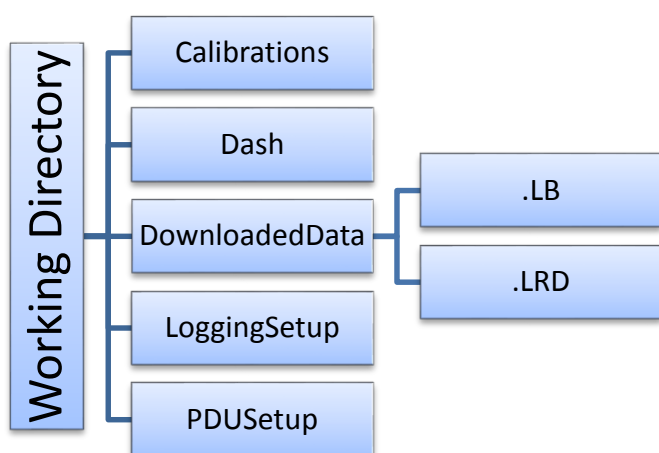 Working Directory
Calibrations
Dash
DownloadedData
.LB
.LRD
LoggingSetup
PDUSetup